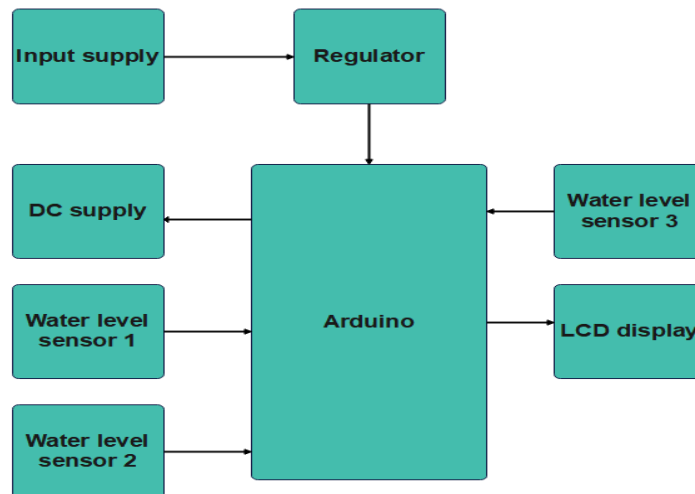 Input supply
Regulator
DC supply
Water level
sensor 3
Arduino
Water level
sensor 1
LCD display
Water level
sensor 2